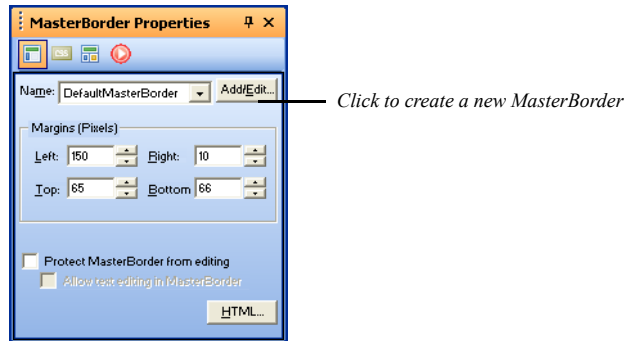 MasterBorder Properties
CSS
Name: DefaultMasterBorder Add/Edit...
Click to create a new MasterBorder
Margins (Pixels)
Left: 150 Right: 10
Top: 65 Bottom 66
Protect MasterBorder from editing
Allow text editing in MasterBorder
HTML...